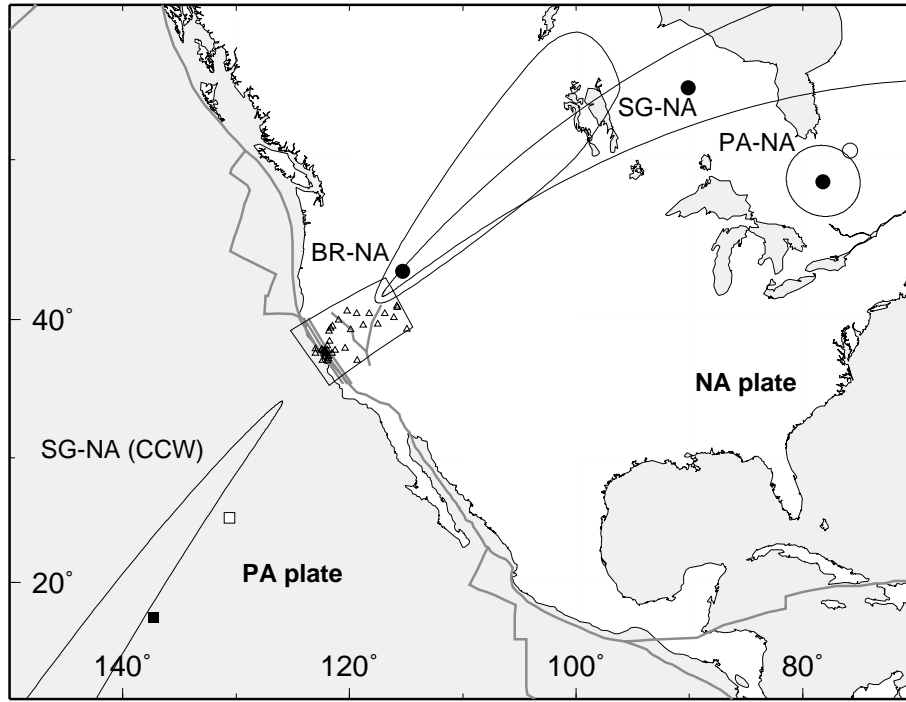 SG-NA
PA-NA
BR-NA
40°
NA plate
SG-NA (CCW)
PA plate
20°
140° 120° 100° 80°